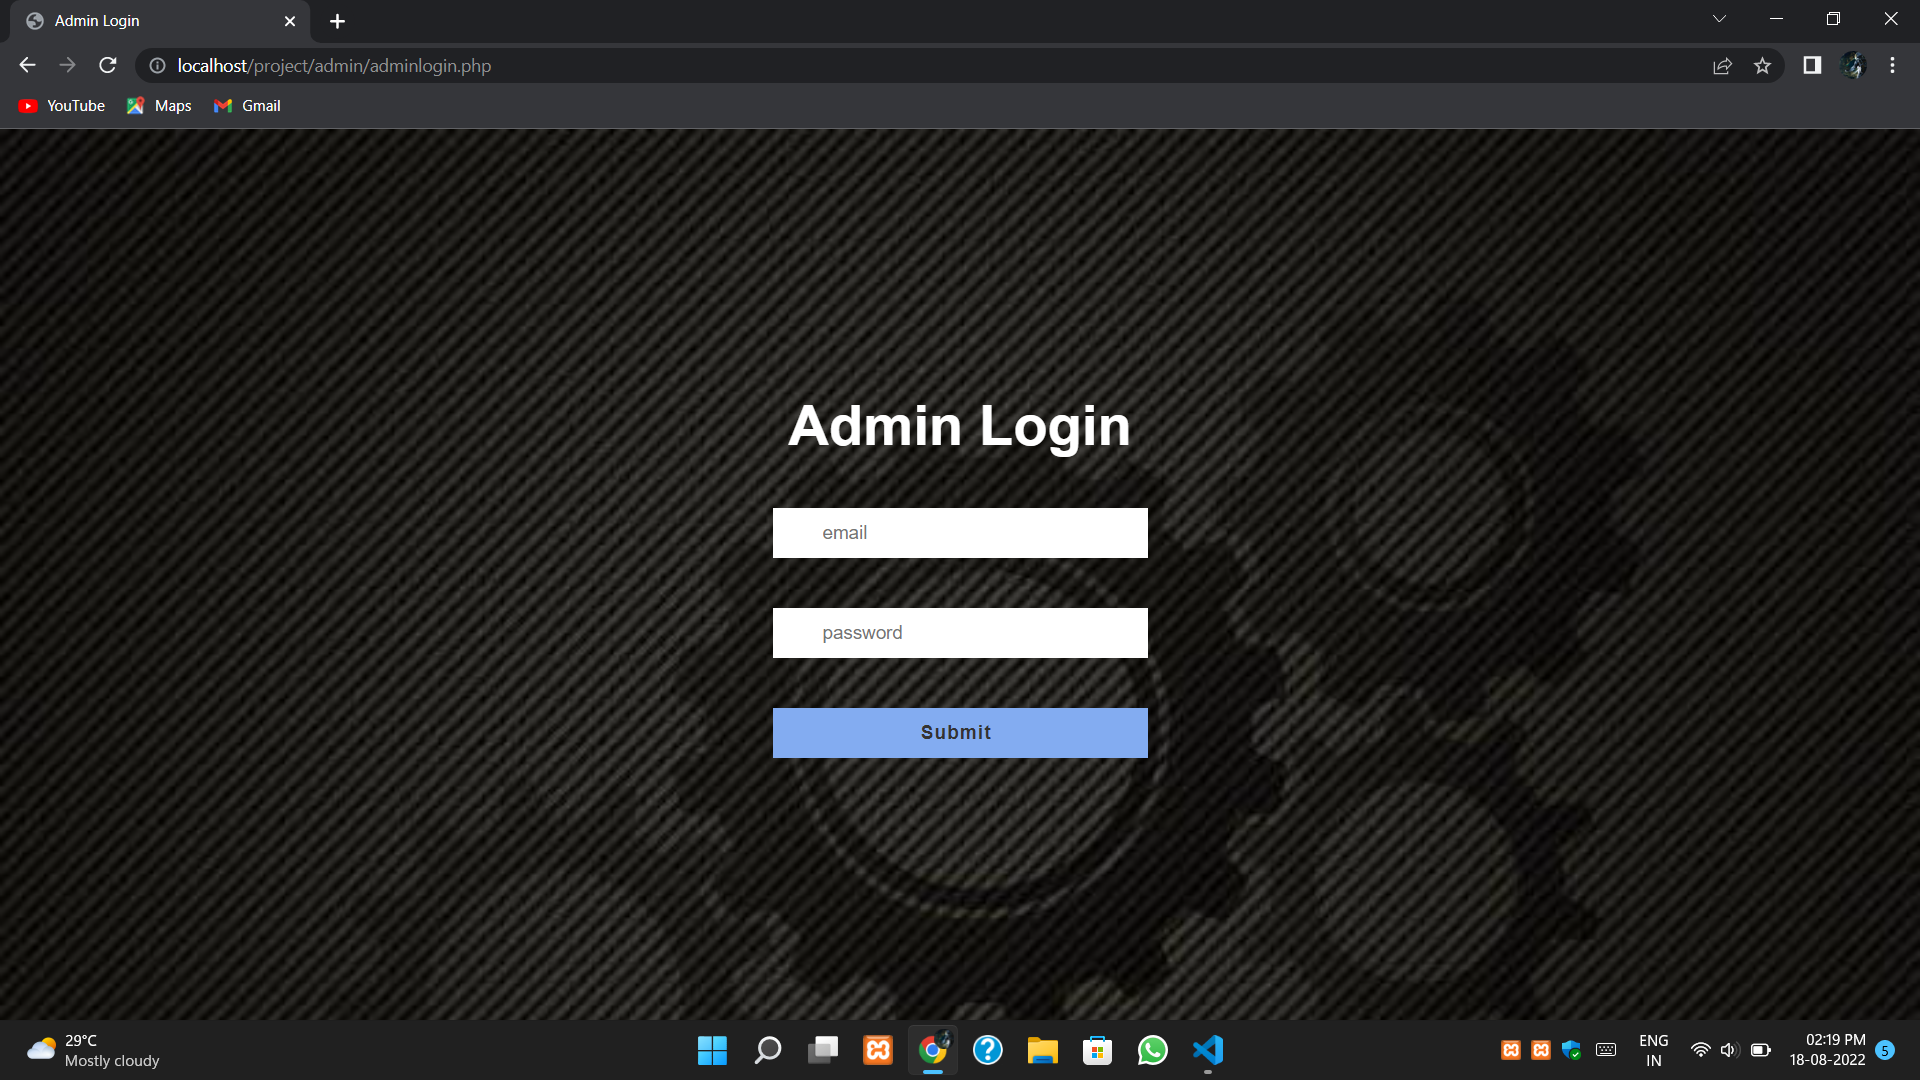 Admin Login
localhost/project/admin/adminlogin.php
YouTube
Maps
Gmail
Admin Login
email
password
Submit
29°C
Mostly cloudy
ENG
IN
02:19 PM
18-08-2022
5